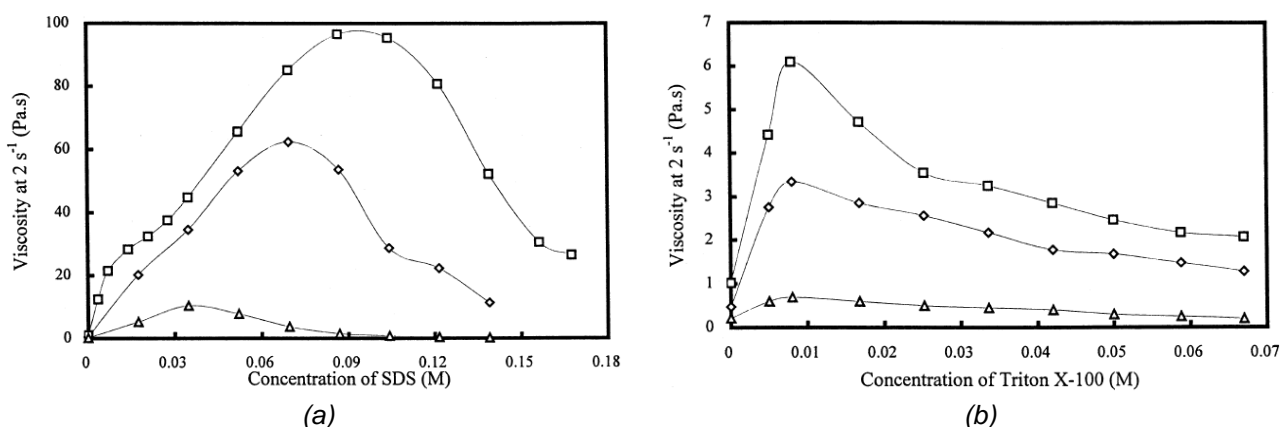 100
80
60
40
20
0
Viscosity at 2 s⁻¹ (Pa.s)
0 0.03 0.06 0.09 0.12 0.15 0.18
Concentration of SDS (M)
(a)
7
6
5
4
3
2
1
0
Viscosity at 2 s⁻¹ (Pa.s)
0 0.01 0.02 0.03 0.04 0.05 0.06 0.07
Concentration of Triton X-100 (M)
(b)